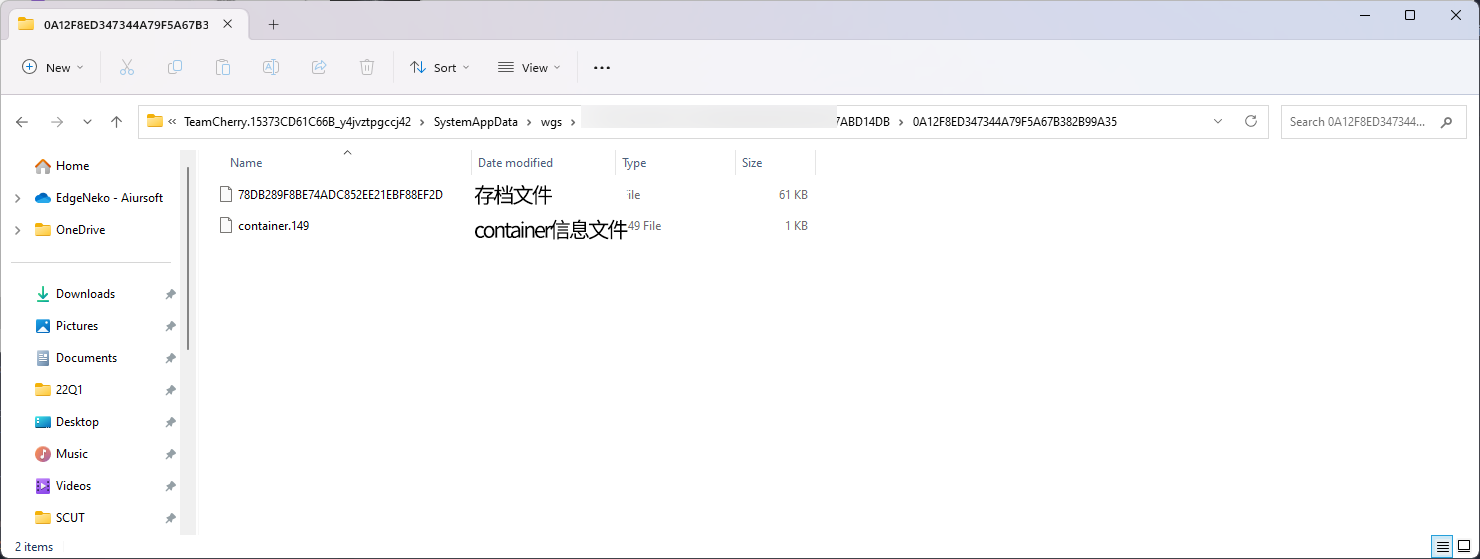 0A12F8ED347344A79F5A67B3
New
Sort
View
« TeamCherry.15373CD61C66B_y4jvztpgccj42 > SystemAppData > wgs > 7ABD14DB > 0A12F8ED347344A79F5A67B382B99A35
Search 0A12F8ED347344...
Home
EdgeNeko - Aiursoft
OneDrive
Downloads
Pictures
Documents
22Q1
Desktop
Music
Videos
SCUT
Name Date modified Type Size
78DB289F8BE74ADC852EE21EBF88EF2D 存档文件 ile 61 KB
container.149 container信息文件 49 File 1 KB
2 items